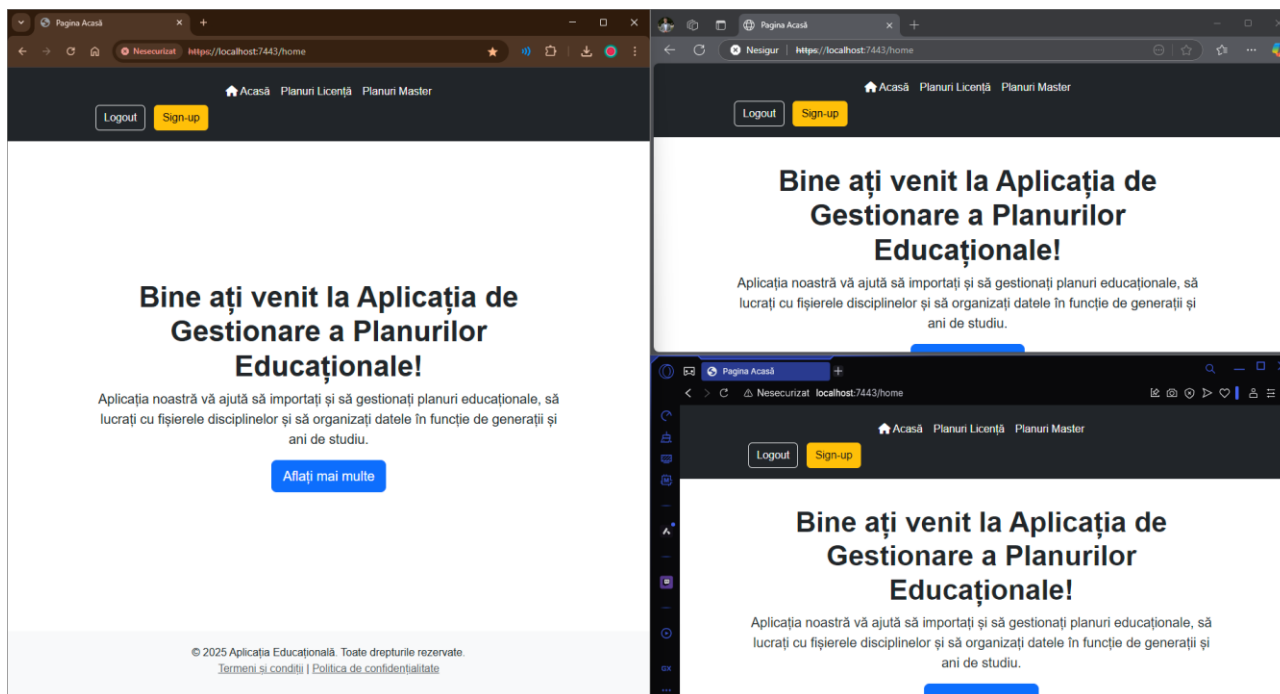 Pagina Acasă
Nesecurizat https://localhost:7443/home
Acasă Planuri Licență Planuri Master
Logout Sign-up
Bine ați venit la Aplicația de
Gestionare a Planurilor
Educaționale!
Aplicația noastră vă ajută să importați și să gestionați planuri educaționale, să
lucrați cu fișierele disciplinelor și să organizați datele în funcție de generații și
ani de studiu.
Aflați mai multe
© 2025 Aplicația Educațională. Toate drepturile rezervate.
Termeni și condiții | Politica de confidențialitate
Pagina Acasă
Nesigur https://localhost:7443/home
Acasă Planuri Licență Planuri Master
Logout Sign-up
Bine ați venit la Aplicația de
Gestionare a Planurilor
Educaționale!
Aplicația noastră vă ajută să importați și să gestionați planuri educaționale, să
lucrați cu fișierele disciplinelor și să organizați datele în funcție de generații și
ani de studiu.
Pagina Acasă
Nesecurizat localhost:7443/home
Acasă Planuri Licență Planuri Master
Logout Sign-up
Bine ați venit la Aplicația de
Gestionare a Planurilor
Educaționale!
Aplicația noastră vă ajută să importați și să gestionați planuri educaționale, să
lucrați cu fișierele disciplinelor și să organizați datele în funcție de generații și
ani de studiu.
GX